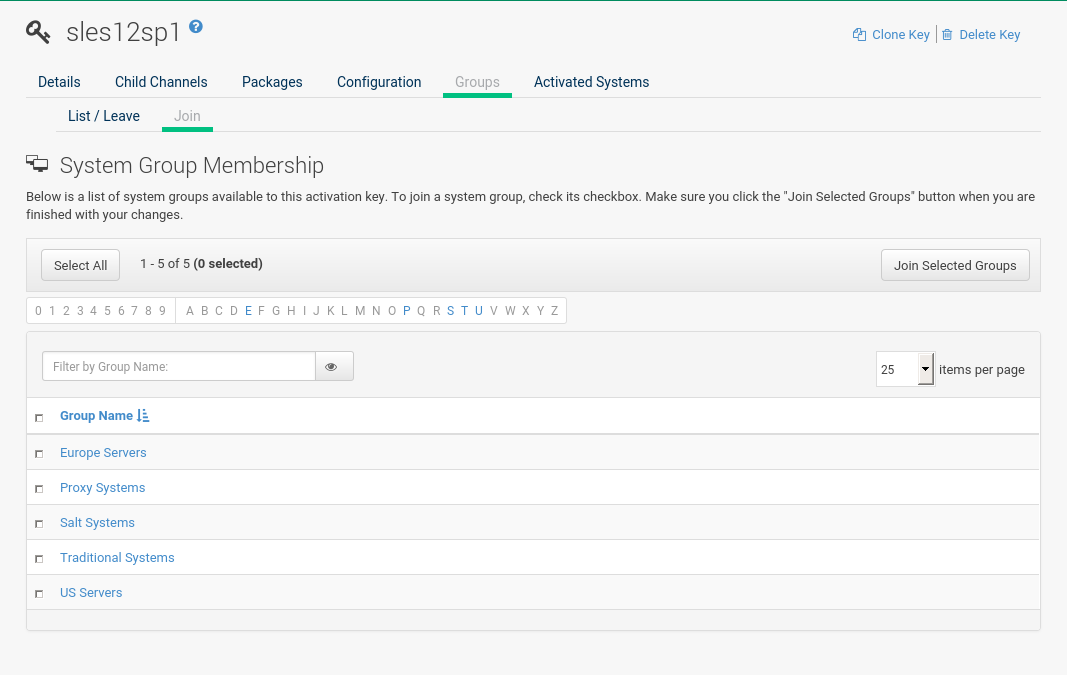 sles12sp1 ?
Clone Key | Delete Key
Details Child Channels Packages Configuration Groups Activated Systems
List / Leave Join
System Group Membership
Below is a list of system groups available to this activation key. To join a system group, check its checkbox. Make sure you click the "Join Selected Groups" button when you are
finished with your changes.
Select All 1 - 5 of 5 (0 selected) Join Selected Groups
0 1 2 3 4 5 6 7 8 9 A B C D E F G H I J K L M N O P Q R S T U V W X Y Z
Filter by Group Name: 25 items per page
Group Name
Europe Servers
Proxy Systems
Salt Systems
Traditional Systems
US Servers